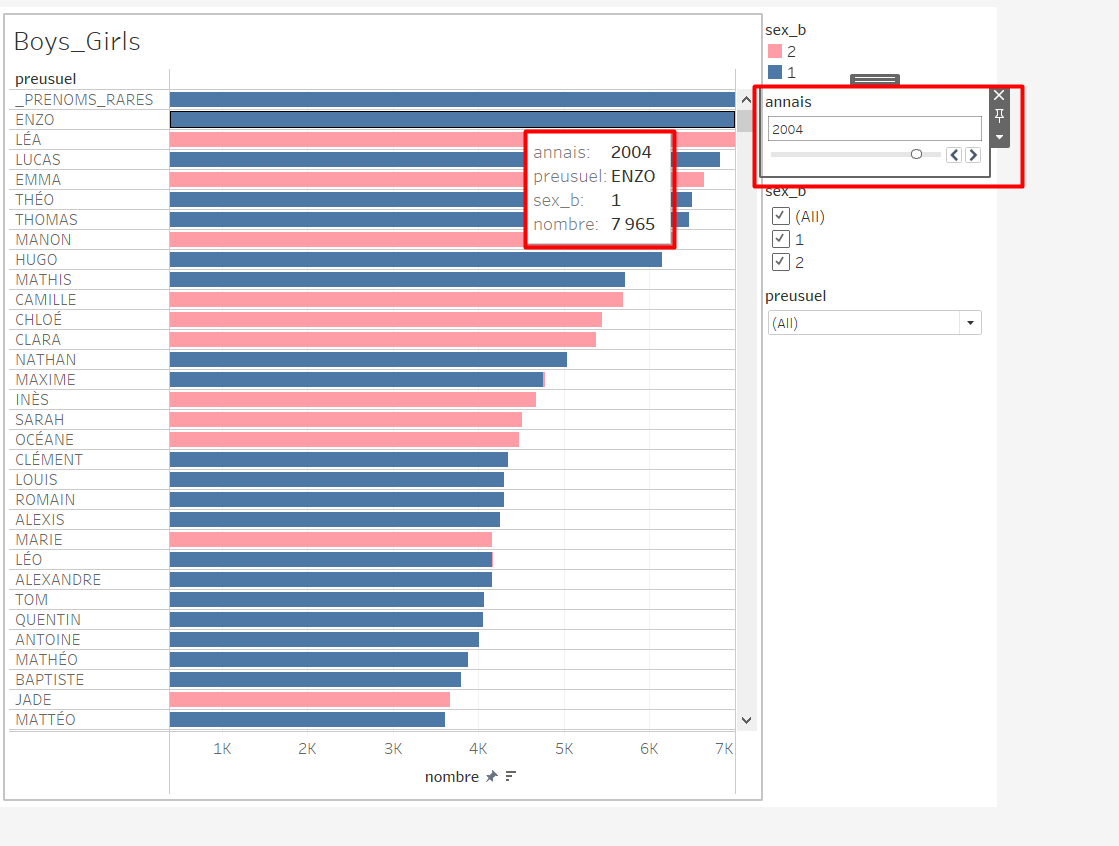 Boys_Girls
preusuel
_PRENOMS_RARES
ENZO
LÉA
LUCAS
EMMA
THÉO
THOMAS
MANON
HUGO
MATHIS
CAMILLE
CHLOÉ
CLARA
NATHAN
MAXIME
INÈS
SARAH
OCÉANE
CLÉMENT
LOUIS
ROMAIN
ALEXIS
MARIE
LÉO
ALEXANDRE
TOM
QUENTIN
ANTOINE
MATHÉO
BAPTISTE
JADE
MATTÉO
1K 2K 3K 4K 5K 6K 7K
nombre
annais: 2004
preusuel: ENZO
sex_b: 1
nombre: 7 965
sex_b
2
1
annais
2004
sex_b
(All)
1
2
preusuel
(All)